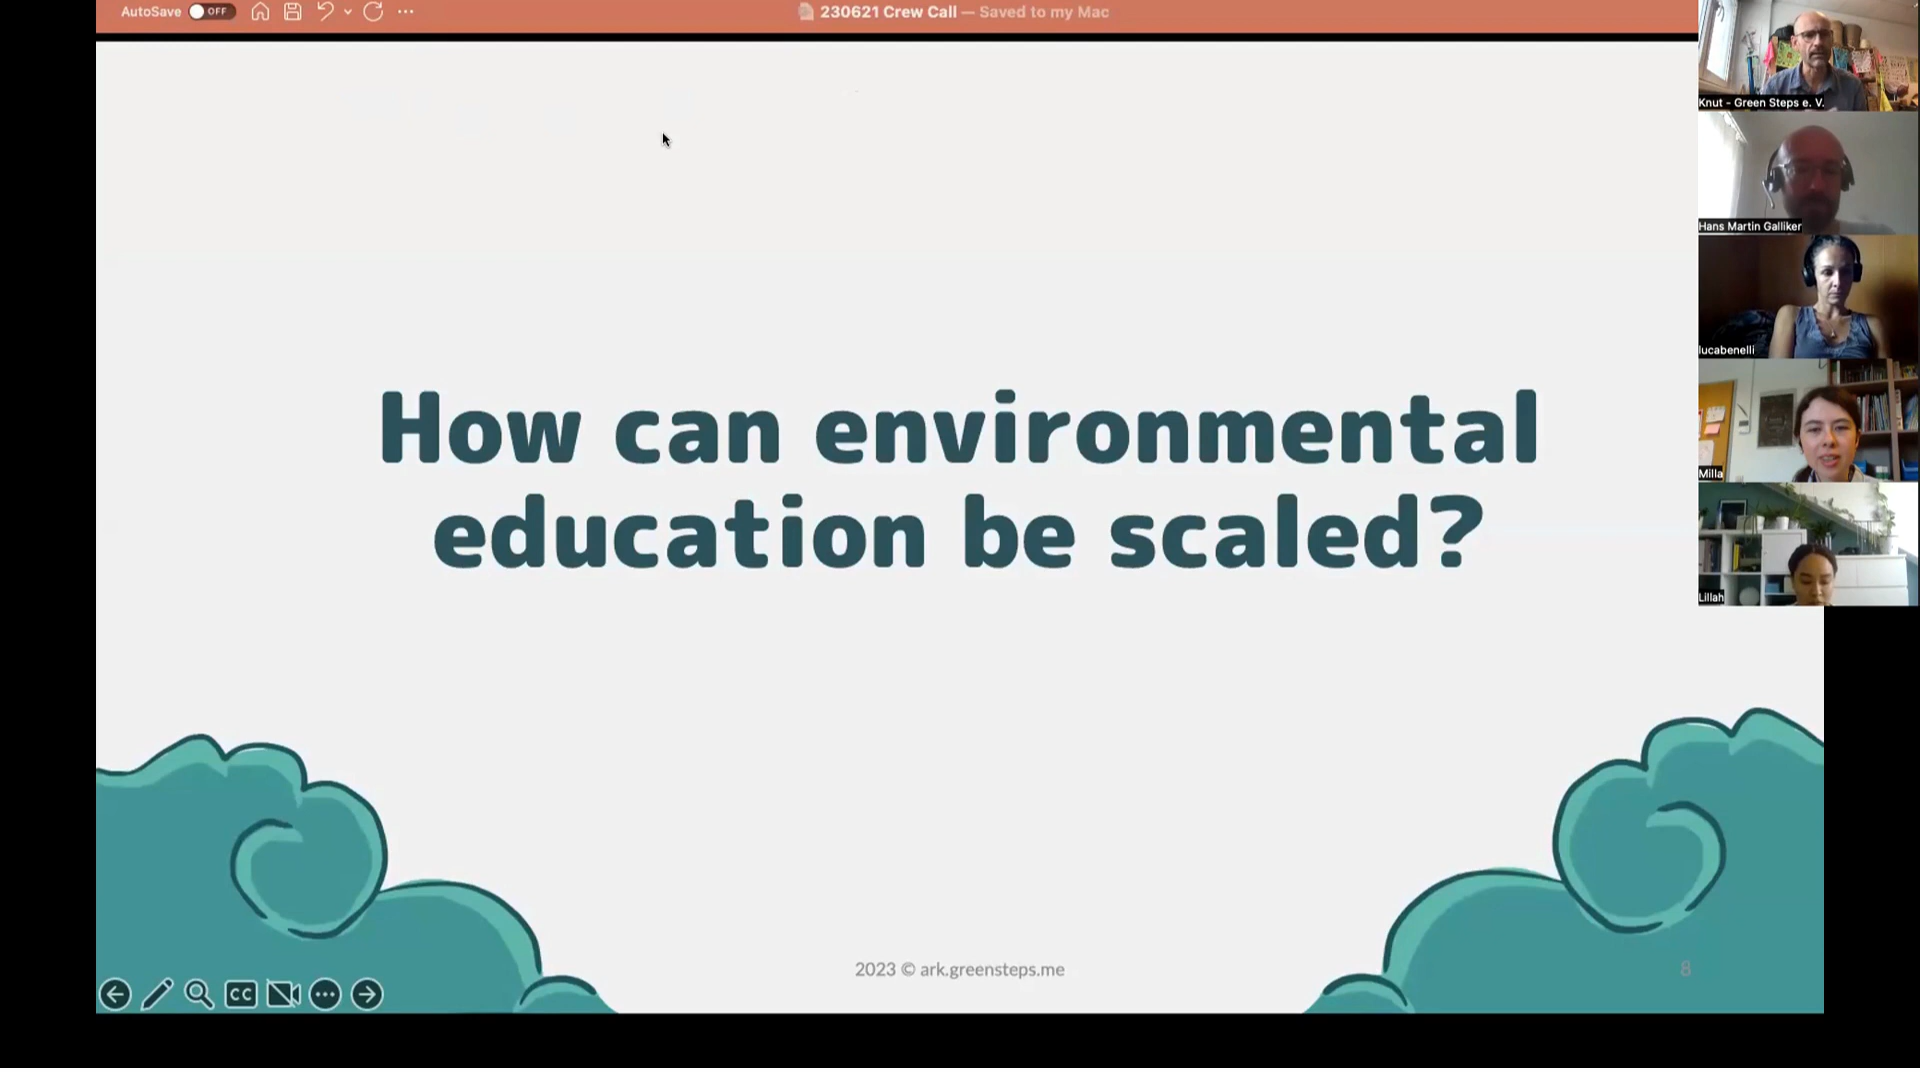 AutoSave OFF
230621 Crew Call — Saved to my Mac
Knut - Green Steps e. V.
Hans Martin Galliker
lucabenelli
Milla
Lillah
How can environmental
education be scaled?
2023 © ark.greensteps.me
8
CC